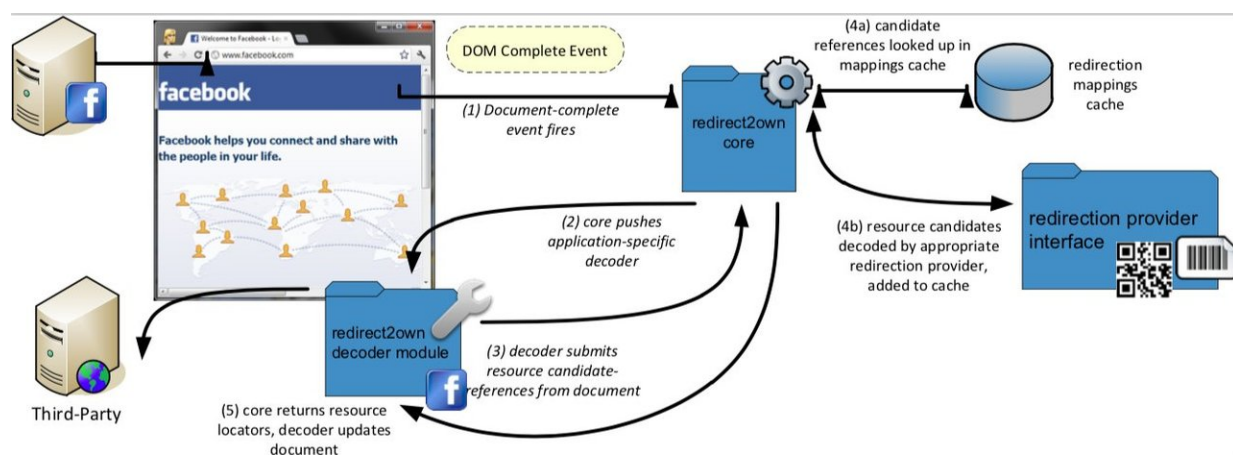 Welcome to Facebook - Lo
www.facebook.com
facebook
Facebook helps you connect and share with
the people in your life.
DOM Complete Event
(1) Document-complete
event fires
redirect2own
core
(4a) candidate
references looked up in
mappings cache
redirection
mappings
cache
(2) core pushes
application-specific
decoder
(4b) resource candidates
decoded by appropriate
redirection provider,
added to cache
redirection provider
interface
redirect2own
decoder module
(3) decoder submits
resource candidate-
references from document
Third-Party
(5) core returns resource
locators, decoder updates
document